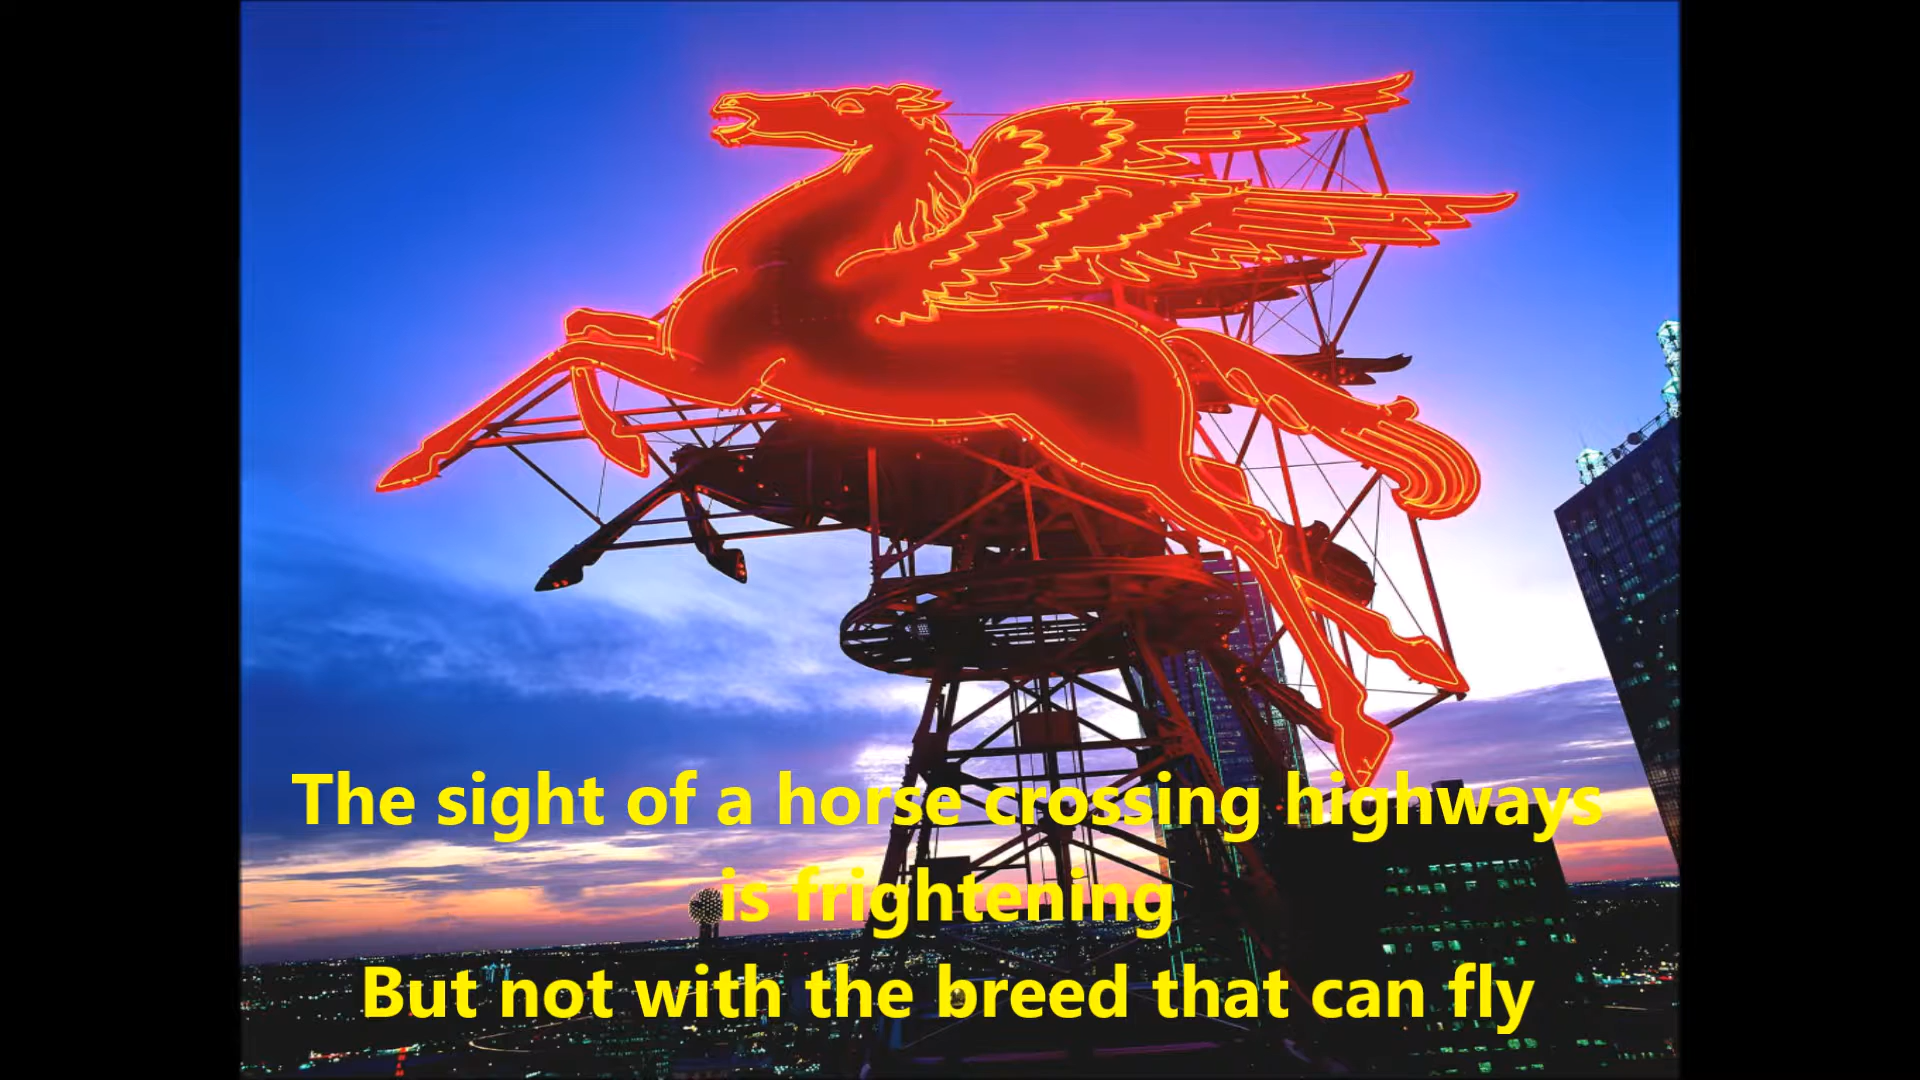 The sight of a horse crossing highways
is frightening
But not with the breed that can fly